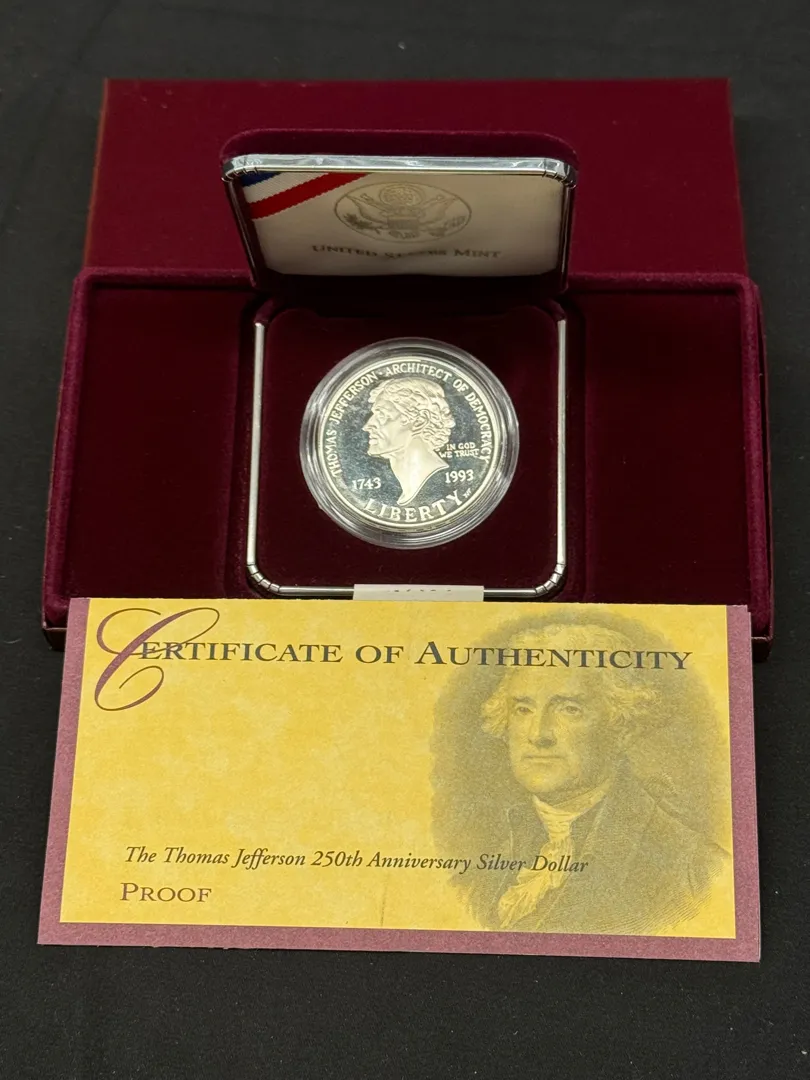 UNITED STATES MINT
THOMAS JEFFERSON · ARCHITECT OF DEMOCRACY
IN GOD
WE TRUST
1743 1993
LIBERTY
CERTIFICATE OF AUTHENTICITY
The Thomas Jefferson 250th Anniversary Silver Dollar
PROOF